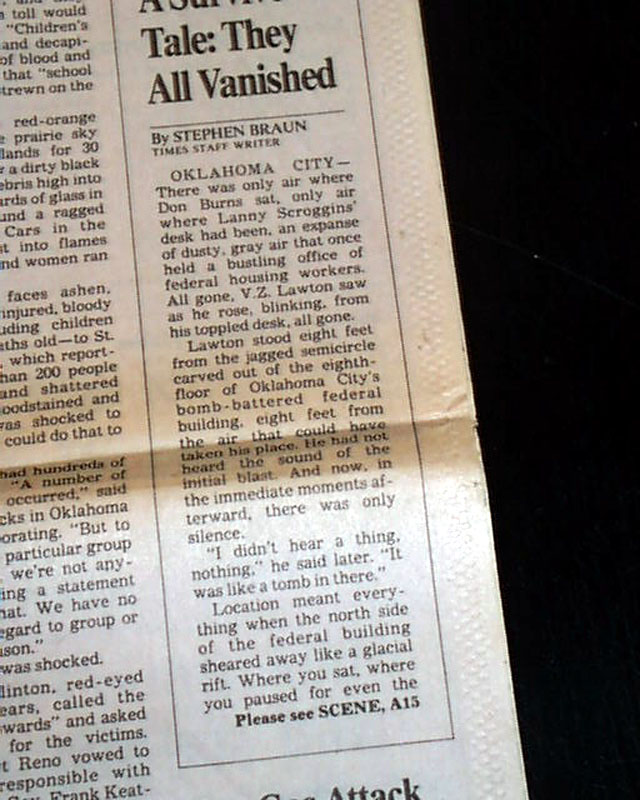 toll would
"Children's
and decapi-
of blood and
that "school
strewn on the
red-orange
prairie sky
lands for 30
a dirty black
ebris high into
ards of glass in
und a ragged
Cars in the
st into flames
nd women ran
faces ashen,
injured, bloody
uding children
ths old—to St.
which report-
han 200 people
and shattered
oodstained and
was shocked to
could do that to
had hundreds of
"A number of
occurred," said
cks in Oklahoma
orating. "But to
particular group
we're not any-
ing a statement
hat. We have no
egard to group or
ason."
was shocked.
linton, red-eyed
ears, called the
wards" and asked
for the victims.
t Reno vowed to
responsible with
Gov. Frank Keat-
A Survivor
Tale: They
All Vanished
By STEPHEN BRAUN
TIMES STAFF WRITER
OKLAHOMA CITY—
There was only air where
Don Burns sat, only air
where Lanny Scroggins'
desk had been, an expanse
of dusty, gray air that once
held a bustling office of
federal housing workers.
All gone, V.Z. Lawton saw
as he rose, blinking, from
his toppled desk, all gone.
Lawton stood eight feet
from the jagged semicircle
carved out of the eighth-
floor of Oklahoma City's
bomb-battered federal
building, eight feet from
the air that could have
taken his place. He had not
heard the sound of the
initial blast. And now, in
the immediate moments af-
terward, there was only
silence.
"I didn't hear a thing,
nothing," he said later. "It
was like a tomb in there."
Location meant every-
thing when the north side
of the federal building
sheared away like a glacial
rift. Where you sat, where
you paused for even the
Please see SCENE, A15
Gas Attack